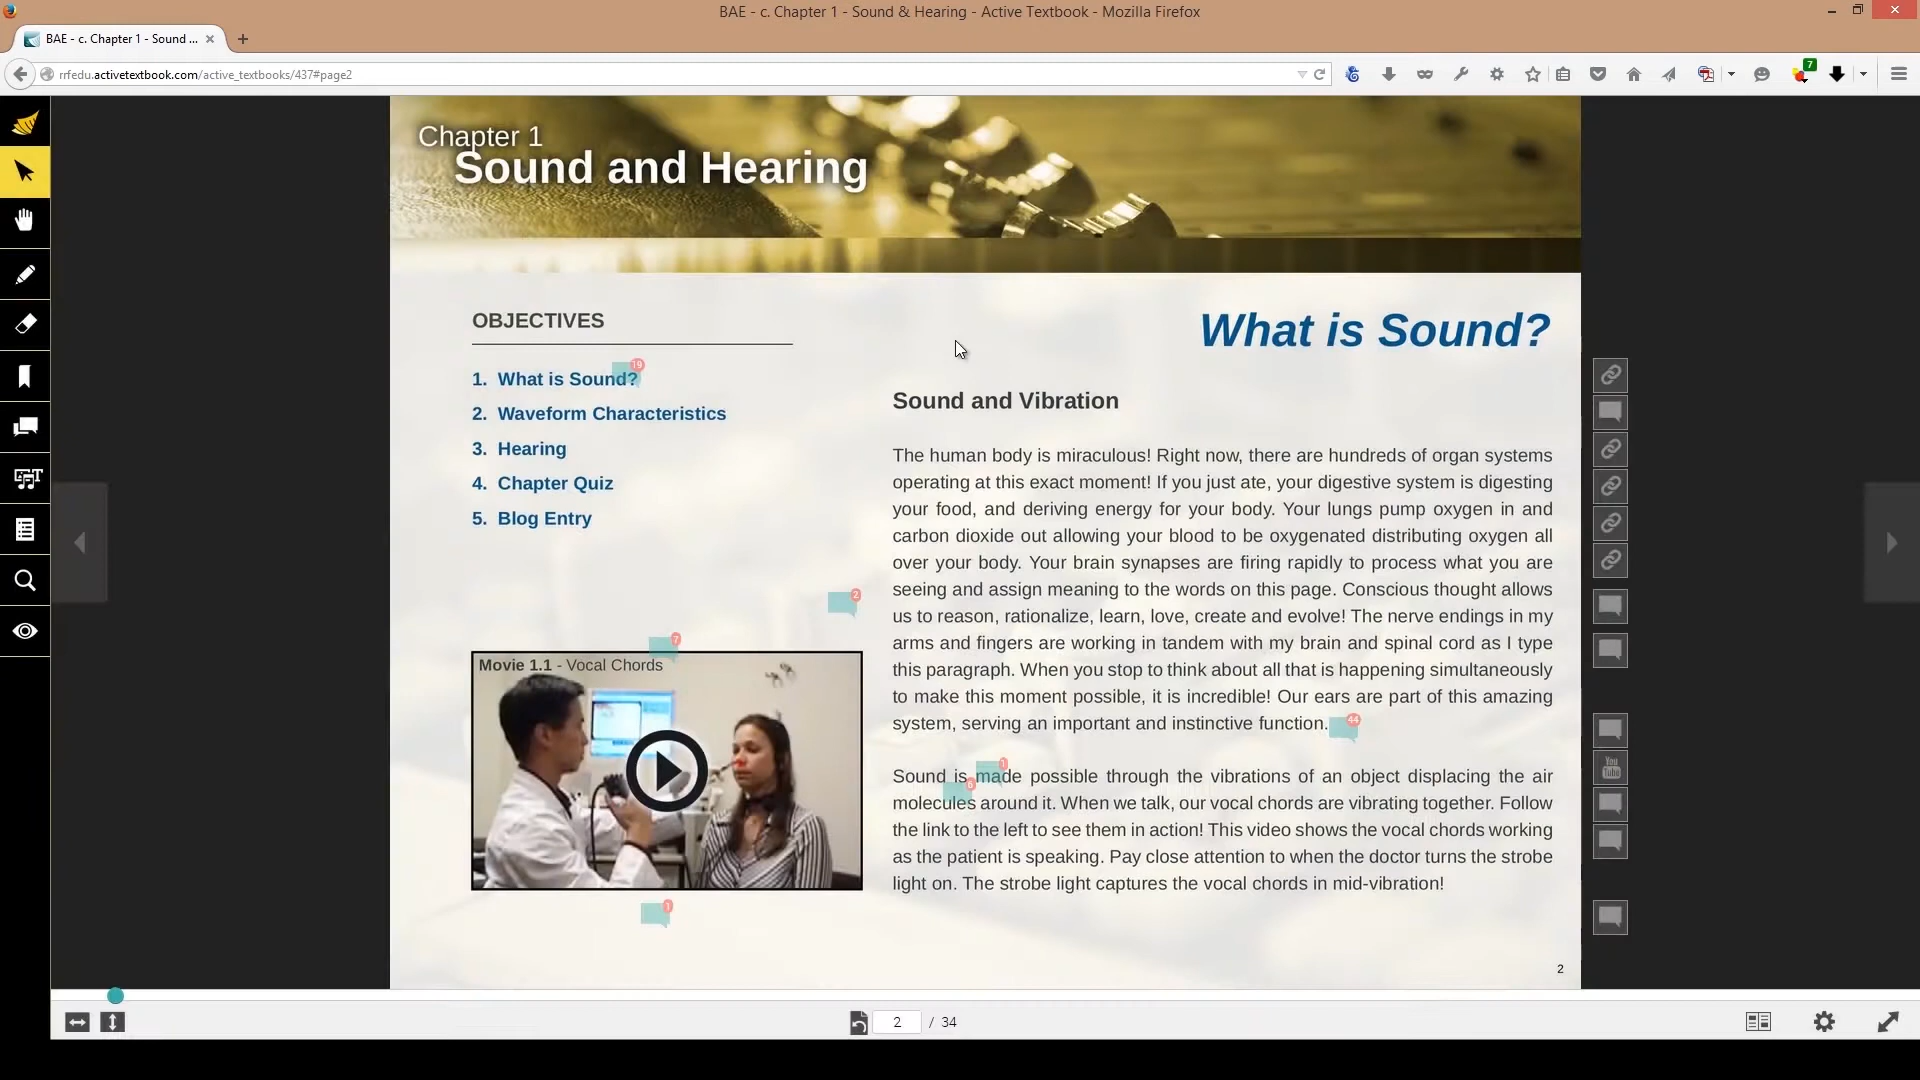 BAE - c. Chapter 1 - Sound & Hearing - Active Textbook - Mozilla Firefox
BAE - c. Chapter 1 - Sound ...
rrfedu.activetextbook.com/active_textbooks/437#page2
7
Chapter 1
Sound and Hearing
OBJECTIVES
1. What is Sound?
19
2. Waveform Characteristics
3. Hearing
4. Chapter Quiz
5. Blog Entry
2
7
Movie 1.1 - Vocal Chords
1
What is Sound?
Sound and Vibration
The human body is miraculous! Right now, there are hundreds of organ systems
operating at this exact moment! If you just ate, your digestive system is digesting
your food, and deriving energy for your body. Your lungs pump oxygen in and
carbon dioxide out allowing your blood to be oxygenated distributing oxygen all
over your body. Your brain synapses are firing rapidly to process what you are
seeing and assign meaning to the words on this page. Conscious thought allows
us to reason, rationalize, learn, love, create and evolve! The nerve endings in my
arms and fingers are working in tandem with my brain and spinal cord as I type
this paragraph. When you stop to think about all that is happening simultaneously
to make this moment possible, it is incredible! Our ears are part of this amazing
system, serving an important and instinctive function.
44
1
Sound is made possible through the vibrations of an object displacing the air
6
molecules around it. When we talk, our vocal chords are vibrating together. Follow
the link to the left to see them in action! This video shows the vocal chords working
as the patient is speaking. Pay close attention to when the doctor turns the strobe
light on. The strobe light captures the vocal chords in mid-vibration!
You Tube
2
2 / 34